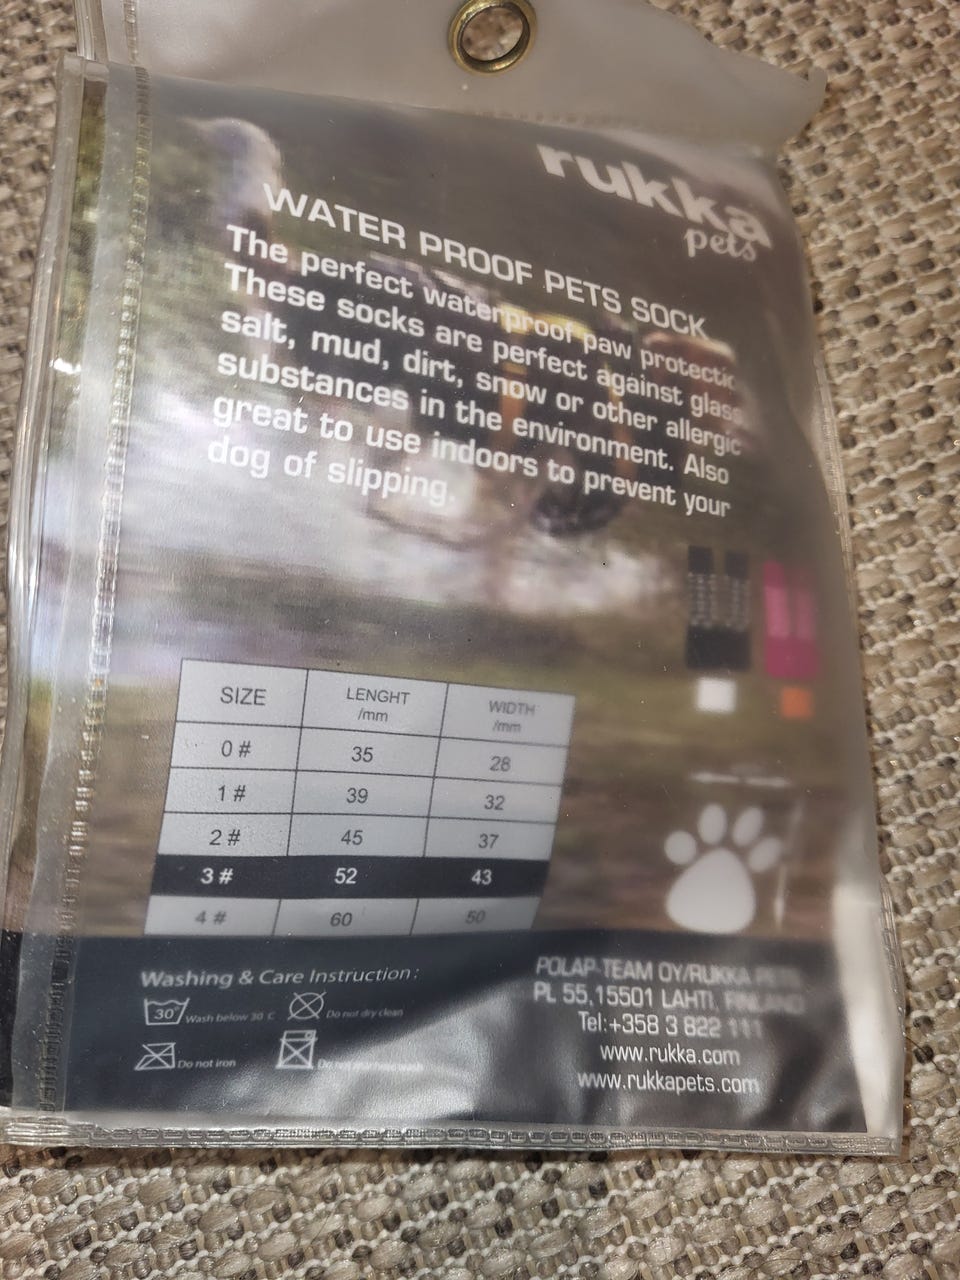 rukka
pets
WATER PROOF PETS SOCK
The perfect waterproof paw
These socks are perfect against glass
salt, mud, dirt, snow or other allergic
substances in the environment. Also
great to use indoors to prevent your
dog of slipping.
SIZE LENGHT /mm WIDTH /mm
0 # 35 28
1 # 39 32
2 # 45 37
3 # 52 43
4 # 60 50
Washing & Care Instruction:
30° Wash below 30 C Do not dry clean
Do not iron
POLAP-TEAM OY/RUKKA PETS
PL 55,15501 LAHTI, FINLAND
Tel:+358 3 822 111
www.rukka.com
www.rukkapets.com